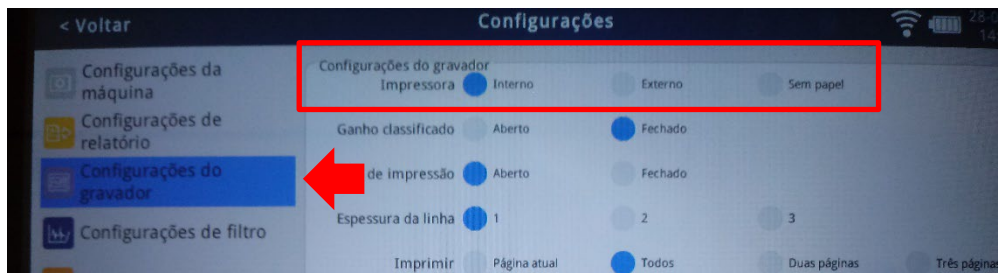 < Voltar
Configurações
Configurações da
máquina
Configurações de
relatório
Configurações do
gravador
Configurações de filtro
Configurações do gravador
Impressora Interno Externo Sem papel
Ganho classificado Aberto Fechado
de impressão Aberto Fechado
Espessura da linha 1 2 3
Imprimir Página atual Todos Duas páginas Três páginas